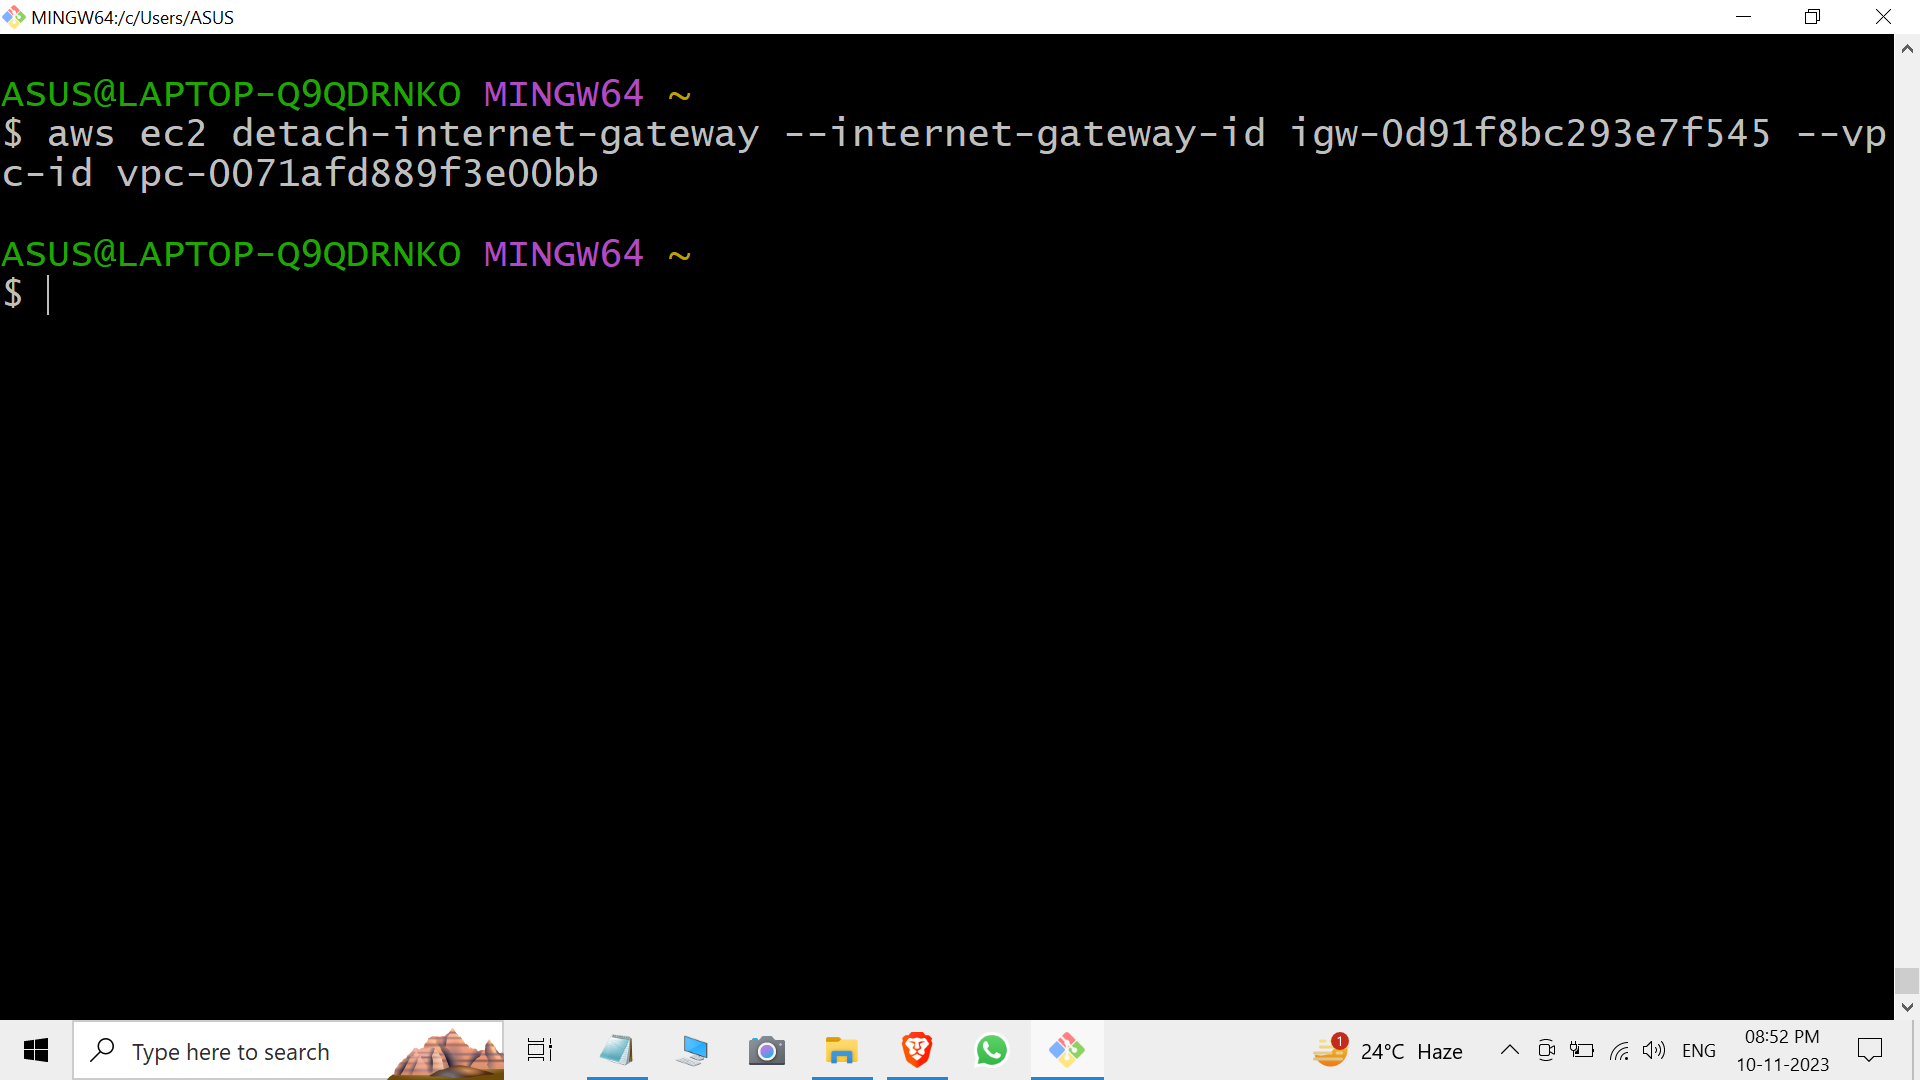 MINGW64:/c/Users/ASUS
ASUS@LAPTOP-Q9QDRNKO MINGW64 ~
$ aws ec2 detach-internet-gateway --internet-gateway-id igw-0d91f8bc293e7f545 --vp
c-id vpc-0071afd889f3e00bb
ASUS@LAPTOP-Q9QDRNKO MINGW64 ~
$
Type here to search
1
24°C Haze
ENG
08:52 PM
10-11-2023